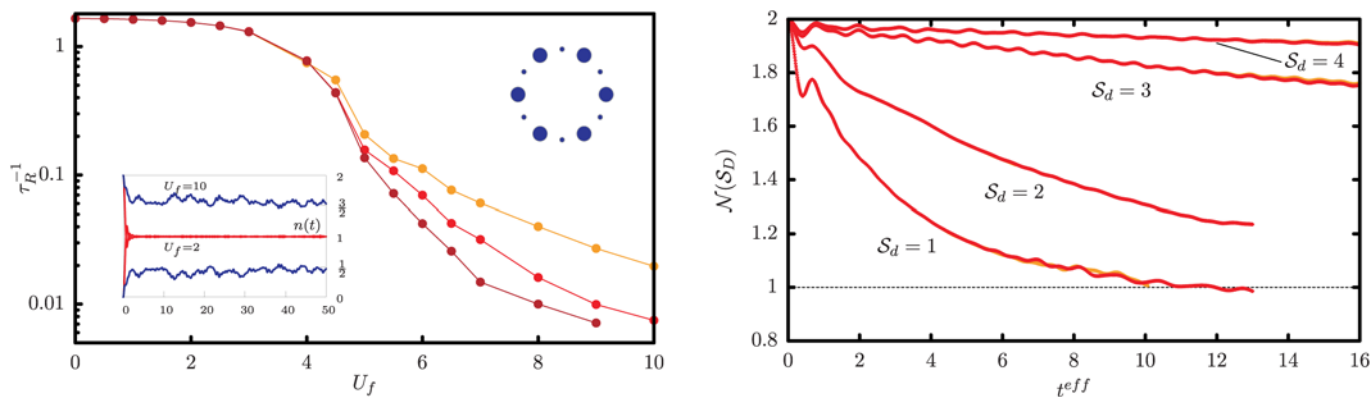 1
0.1
0.01
τ_R^{-1}
0 2 4 6 8 10
U_f
U_f=10
n(t)
U_f=2
2
3/2
1
1/2
0
0 10 20 30 40 50
2
1.8
1.6
1.4
1.2
1
0.8
𝒩(𝒮_D)
𝒮_d = 4
𝒮_d = 3
𝒮_d = 2
𝒮_d = 1
0 2 4 6 8 10 12 14 16
t^{eff}